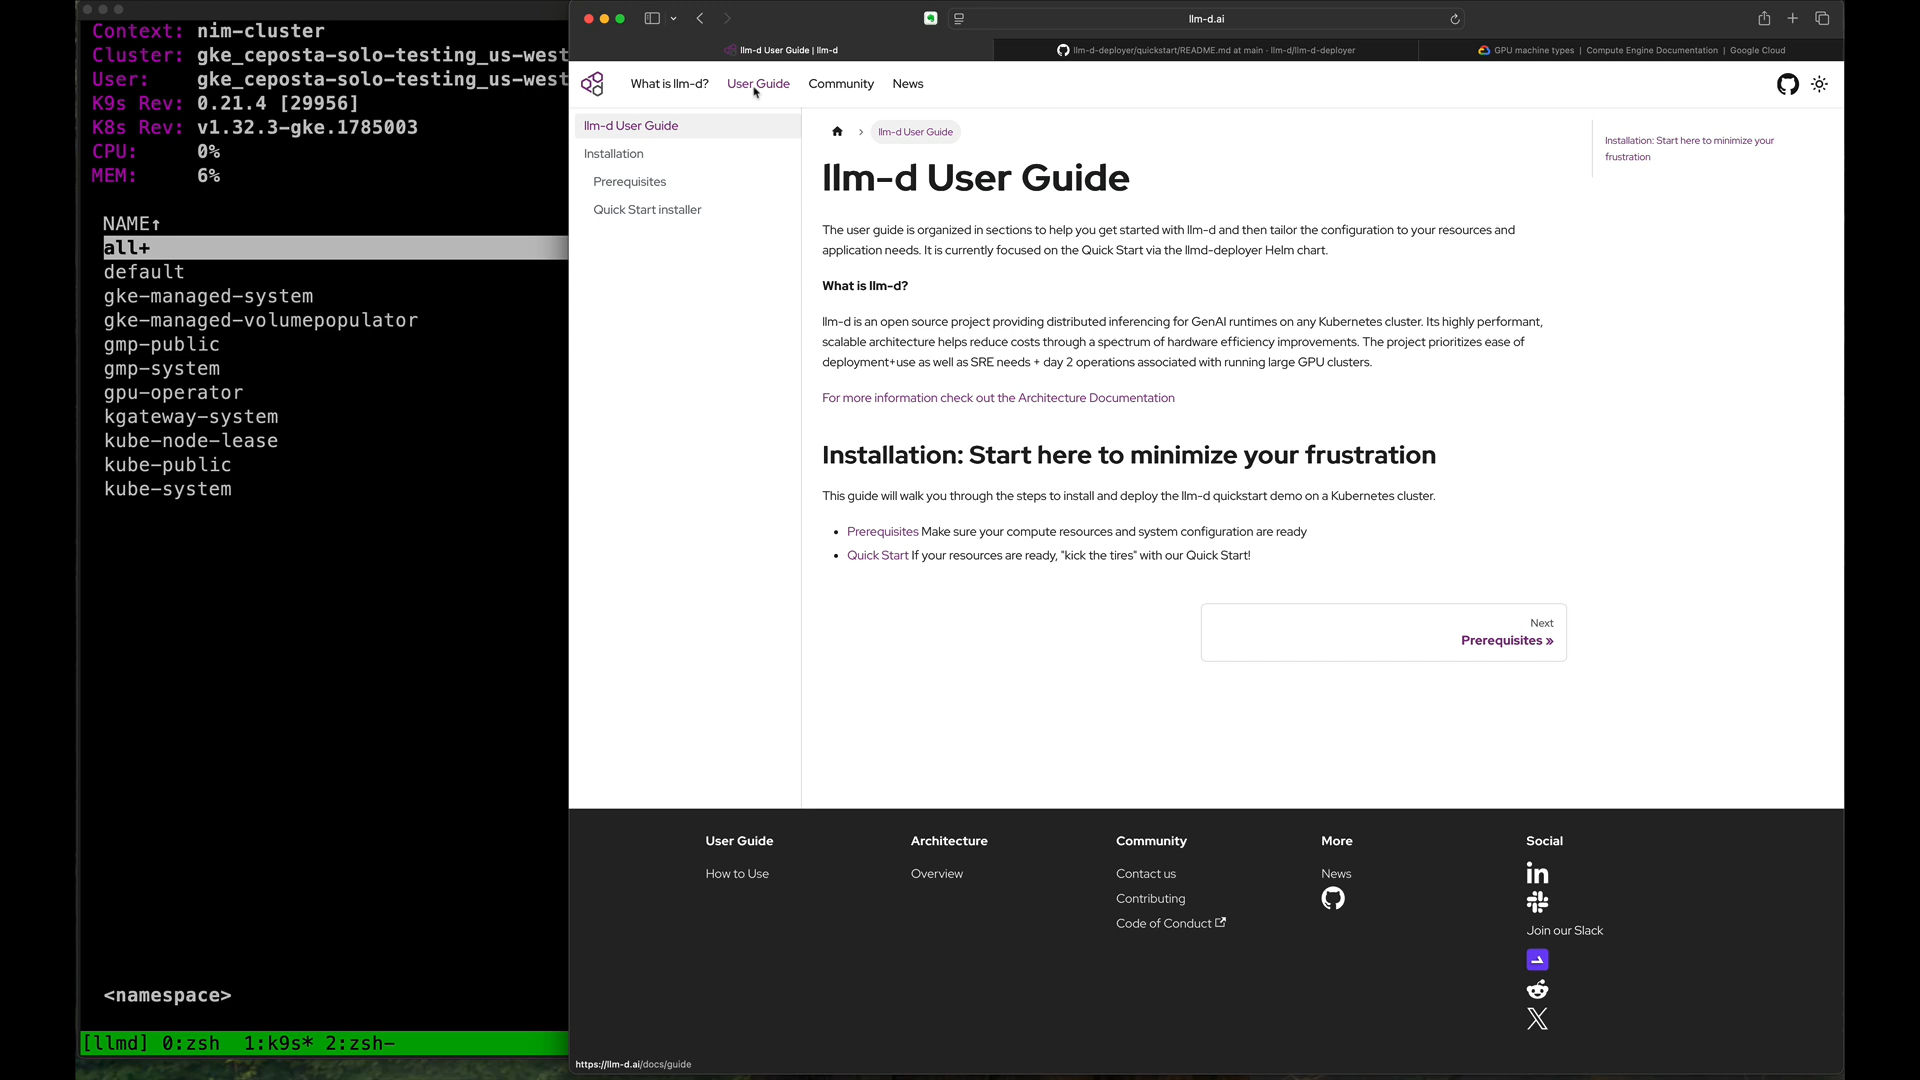 Context: nim-cluster
Cluster: gke_ceposta-solo-testing_us-west
User: gke_ceposta-solo-testing_us-west
K9s Rev: 0.21.4 [29956]
K8s Rev: v1.32.3-gke.1785003
CPU: 0%
MEM: 6%
NAME↑
all+
default
gke-managed-system
gke-managed-volumepopulator
gmp-public
gmp-system
gpu-operator
kgateway-system
kube-node-lease
kube-public
kube-system
<namespace>
[llmd] 0:zsh 1:k9s* 2:zsh-
llm-d.ai
llm-d User Guide | llm-d
llm-d-deployer/quickstart/README.md at main · llm-d/llm-d-deployer
GPU machine types | Compute Engine Documentation | Google Cloud
What is llm-d?
User Guide
Community
News
llm-d User Guide
Installation
Prerequisites
Quick Start installer
llm-d User Guide
llm-d User Guide
The user guide is organized in sections to help you get started with llm-d and then tailor the configuration to your resources and
application needs. It is currently focused on the Quick Start via the llmd-deployer Helm chart.
What is llm-d?
llm-d is an open source project providing distributed inferencing for GenAI runtimes on any Kubernetes cluster. Its highly performant,
scalable architecture helps reduce costs through a spectrum of hardware efficiency improvements. The project prioritizes ease of
deployment+use as well as SRE needs + day 2 operations associated with running large GPU clusters.
For more information check out the Architecture Documentation
Installation: Start here to minimize your frustration
This guide will walk you through the steps to install and deploy the llm-d quickstart demo on a Kubernetes cluster.
• Prerequisites Make sure your compute resources and system configuration are ready
• Quick Start If your resources are ready, "kick the tires" with our Quick Start!
Next
Prerequisites »
Installation: Start here to minimize your
frustration
User Guide
How to Use
Architecture
Overview
Community
Contact us
Contributing
Code of Conduct
More
News
Social
Join our Slack
https://llm-d.ai/docs/guide